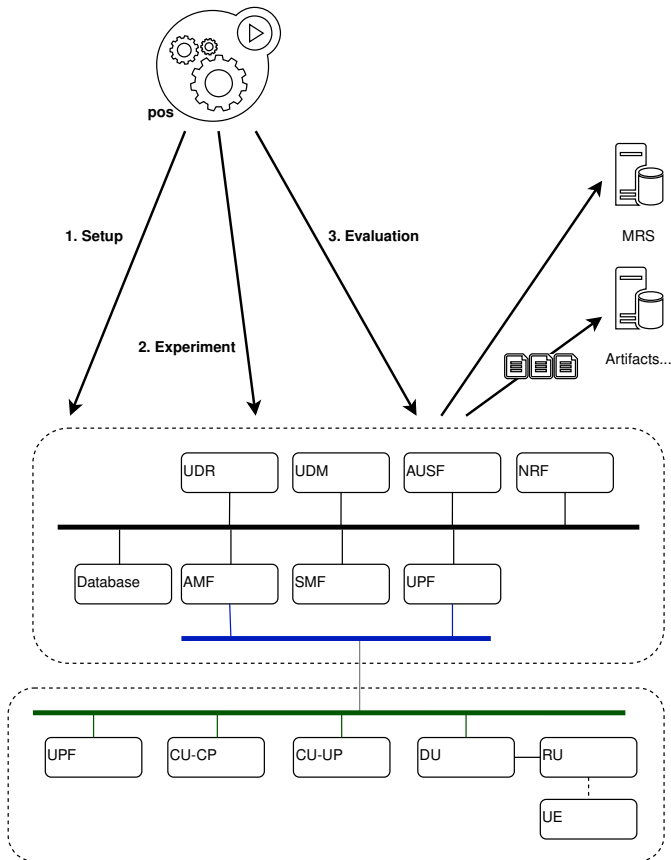 pos
1. Setup
3. Evaluation
MRS
2. Experiment
Artifacts...
UDR
UDM
AUSF
NRF
Database
AMF
SMF
UPF
UPF
CU-CP
CU-UP
DU
RU
UE